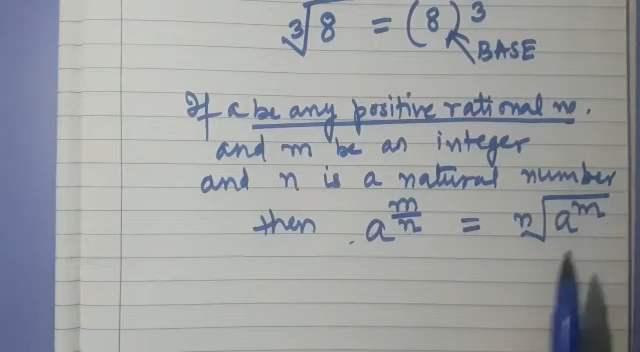 ∛8 = (8)³
BASE
If a be any positive rational no.
and m be an integer
and n is a natural number
then a^(m/n) = ⁿ√(a^m)